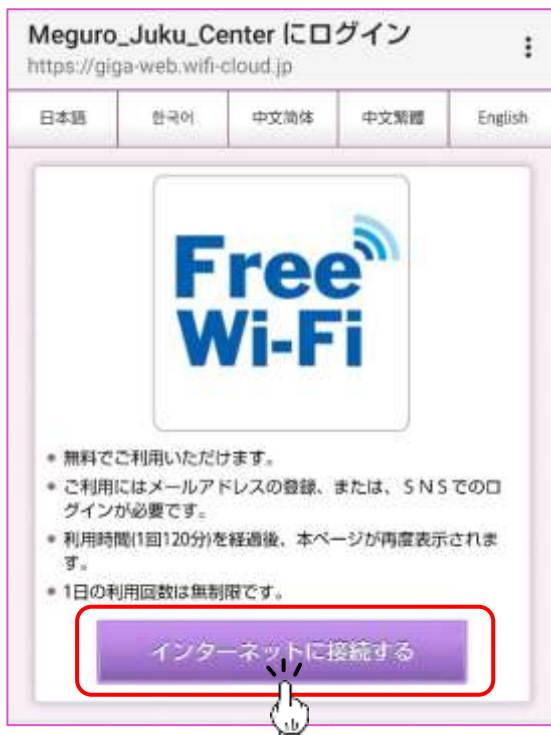 Meguro_Juku_Center にログイン
https://giga-web.wifi-cloud.jp
日本語 한국어 中文简体 中文繁體 English
Free
Wi-Fi
無料でご利用いただけます。
ご利用にはメールアドレスの登録、または、SNSでのロ
グインが必要です。
利用時間(1回120分)を経過後、本ページが再度表示されま
す。
1日の利用回数は無制限です。
インターネットに接続する